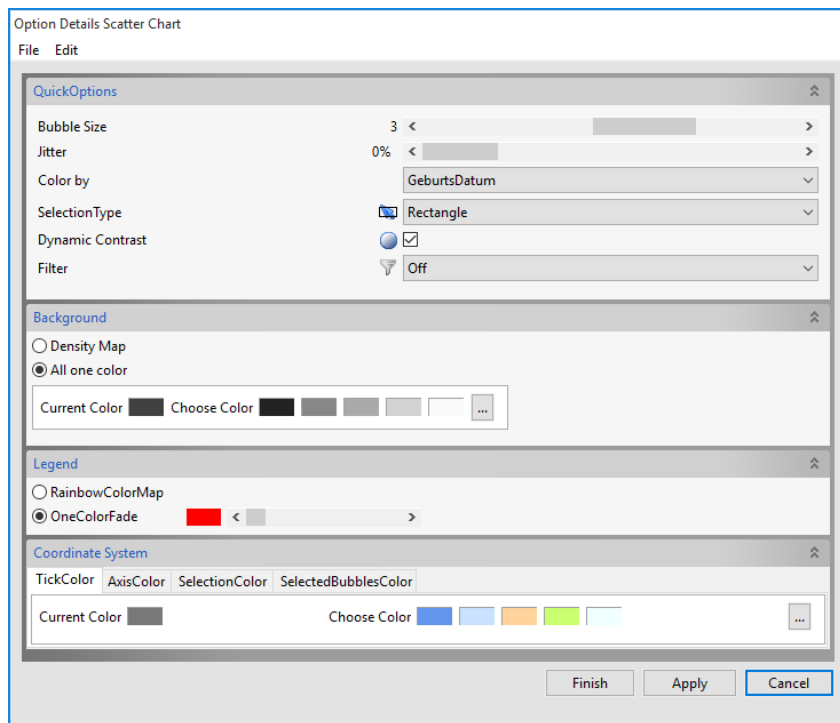 Option Details Scatter Chart
File Edit
QuickOptions
Bubble Size 3
Jitter 0%
Color by GeburtsDatum
SelectionType Rectangle
Dynamic Contrast
Filter Off
Background
Density Map
All one color
Current Color Choose Color ...
Legend
RainbowColorMap
OneColorFade
Coordinate System
TickColor AxisColor SelectionColor SelectedBubblesColor
Current Color Choose Color ...
Finish Apply Cancel